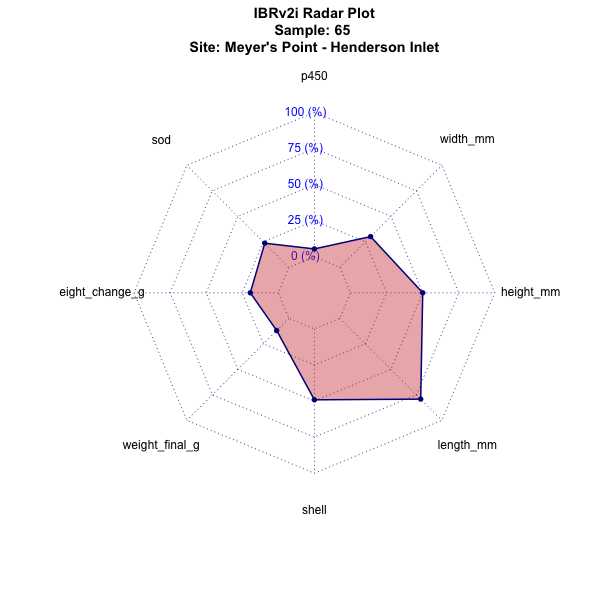 IBRv2i Radar Plot
Sample: 65
Site: Meyer's Point - Henderson Inlet
p450
100 (%)
sod
width_mm
75 (%)
50 (%)
25 (%)
0 (%)
eight_change_g
height_mm
weight_final_g
length_mm
shell